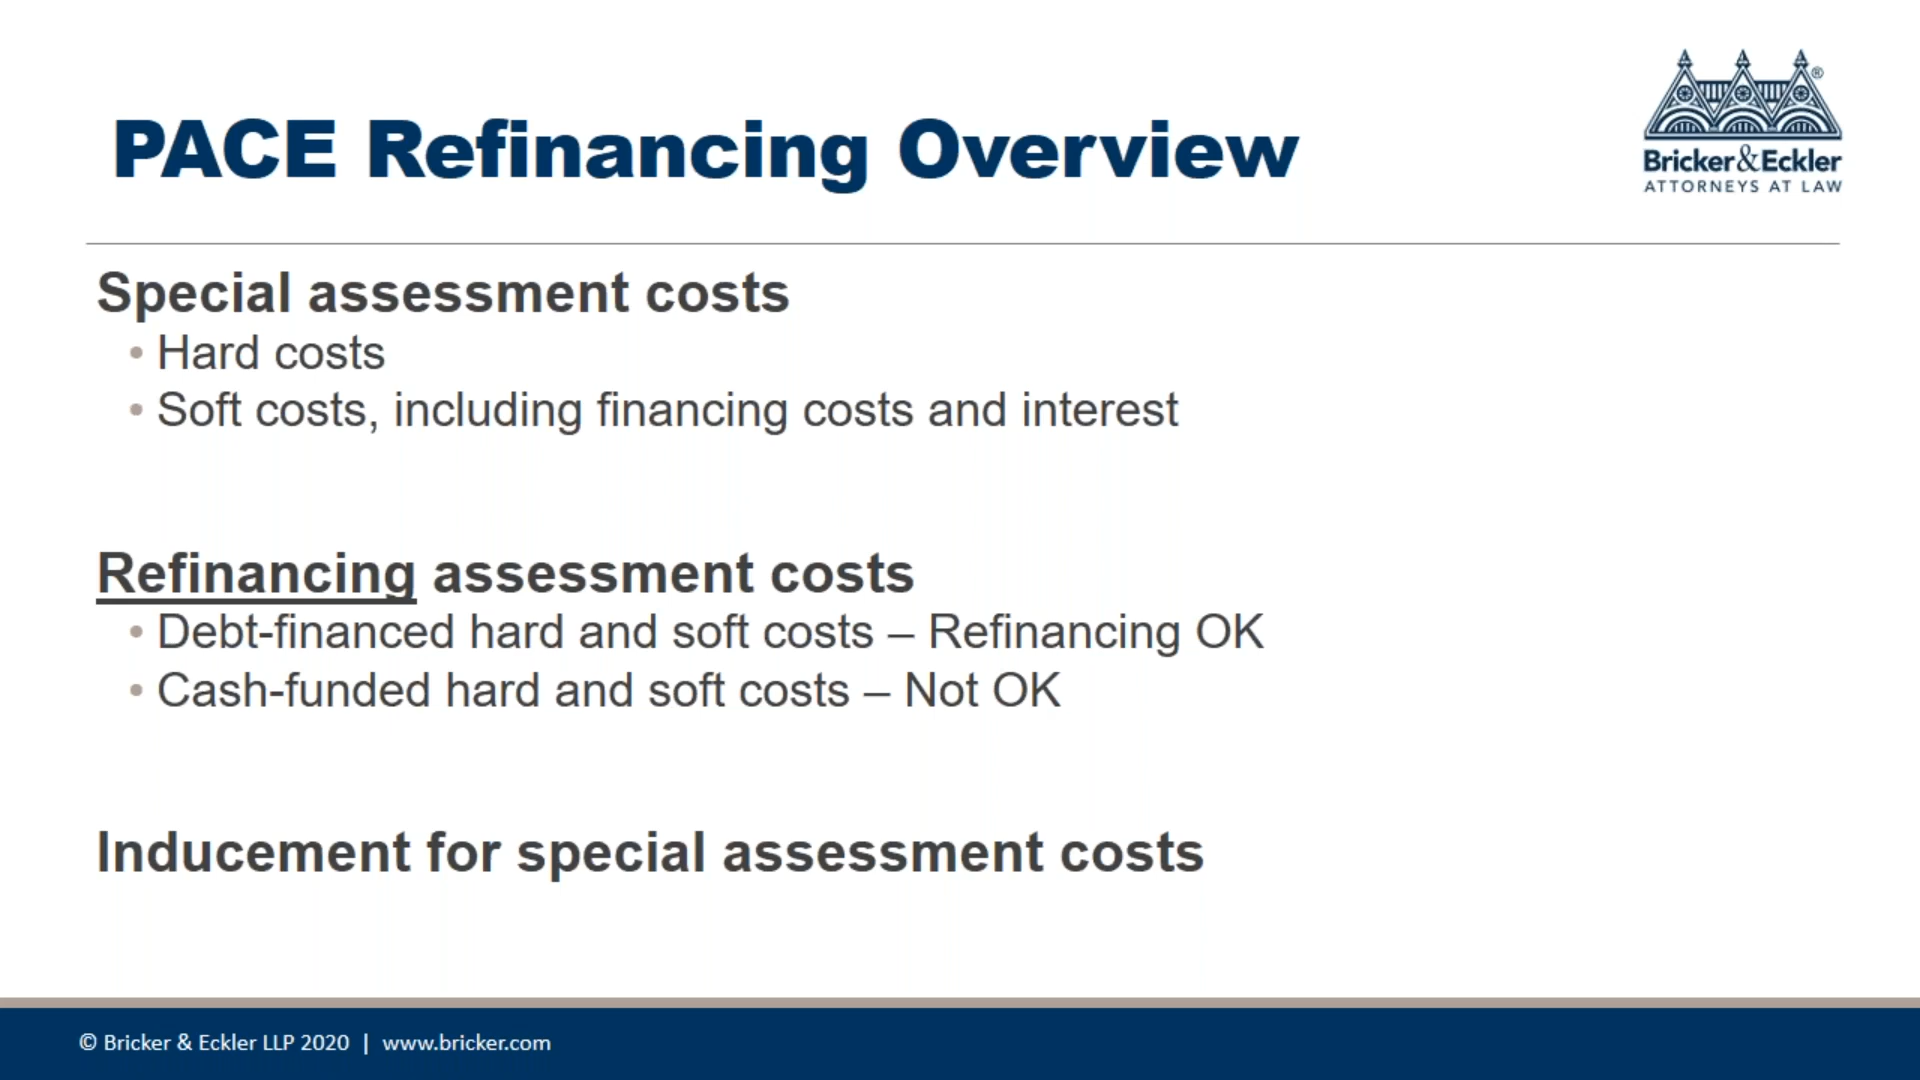 PACE Refinancing Overview
®
Bricker&Eckler
ATTORNEYS AT LAW
Special assessment costs
• Hard costs
• Soft costs, including financing costs and interest
Refinancing assessment costs
• Debt-financed hard and soft costs – Refinancing OK
• Cash-funded hard and soft costs – Not OK
Inducement for special assessment costs
© Bricker & Eckler LLP 2020 | www.bricker.com